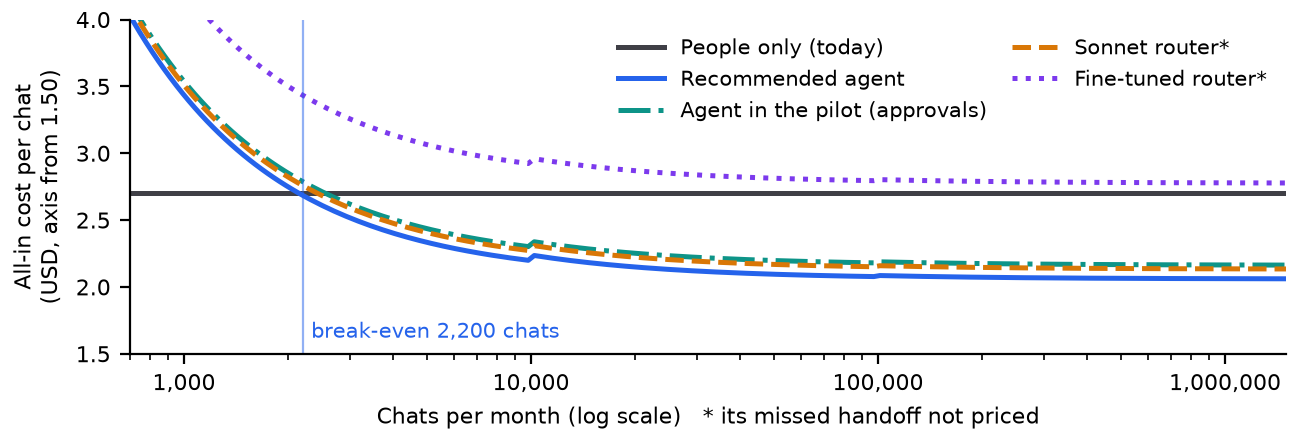 All-in cost per chat
(USD, axis from 1.50)
4.0
3.5
3.0
2.5
2.0
1.5
People only (today)
Recommended agent
Agent in the pilot (approvals)
Sonnet router*
Fine-tuned router*
break-even 2,200 chats
1,000
10,000
100,000
1,000,000
Chats per month (log scale)   * its missed handoff not priced